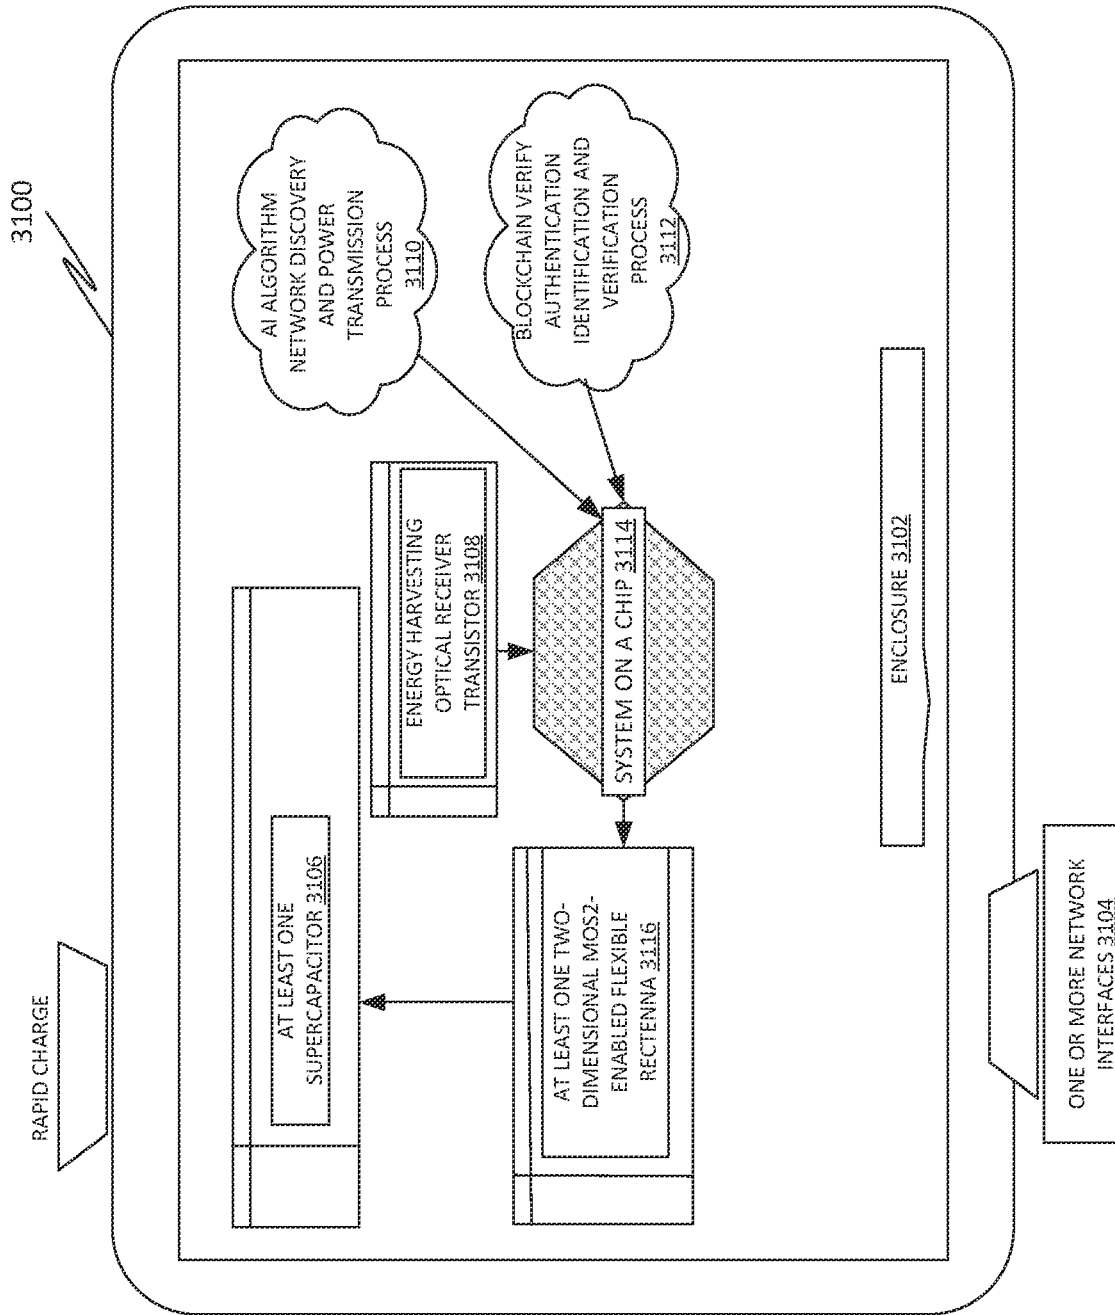 3100
RAPID CHARGE
AT LEAST ONE
SUPERCAPACITOR 3106
ENERGY HARVESTING
OPTICAL RECEIVER
TRANSISTOR 3108
AI ALGORITHM
NETWORK DISCOVERY
AND POWER
TRANSMISSION
PROCESS
3110
AT LEAST ONE TWO-
DIMENSIONAL MOS2-
ENABLED FLEXIBLE
RECTENNA 3116
SYSTEM ON A CHIP 3114
BLOCKCHAIN VERIFY
AUTHENTICATION
IDENTIFICATION AND
VERIFICATION
PROCESS
3112
ENCLOSURE 3102
ONE OR MORE NETWORK
INTERFACES 3104